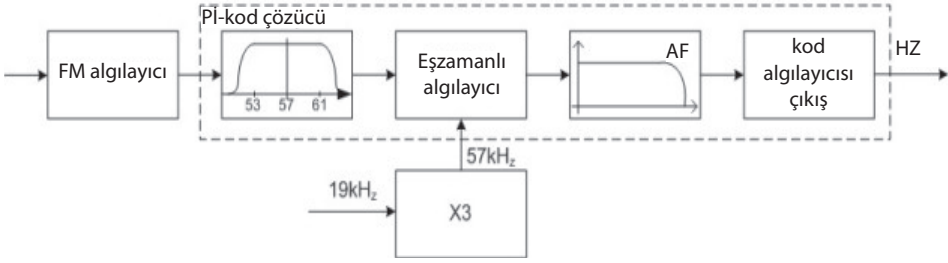 Pİ-kod çözücü
FM algılayıcı
53 57 61
Eşzamanlı
algılayıcı
AF
kod
algılayıcısı
çıkış
HZ
57kHz
19kHz
X3